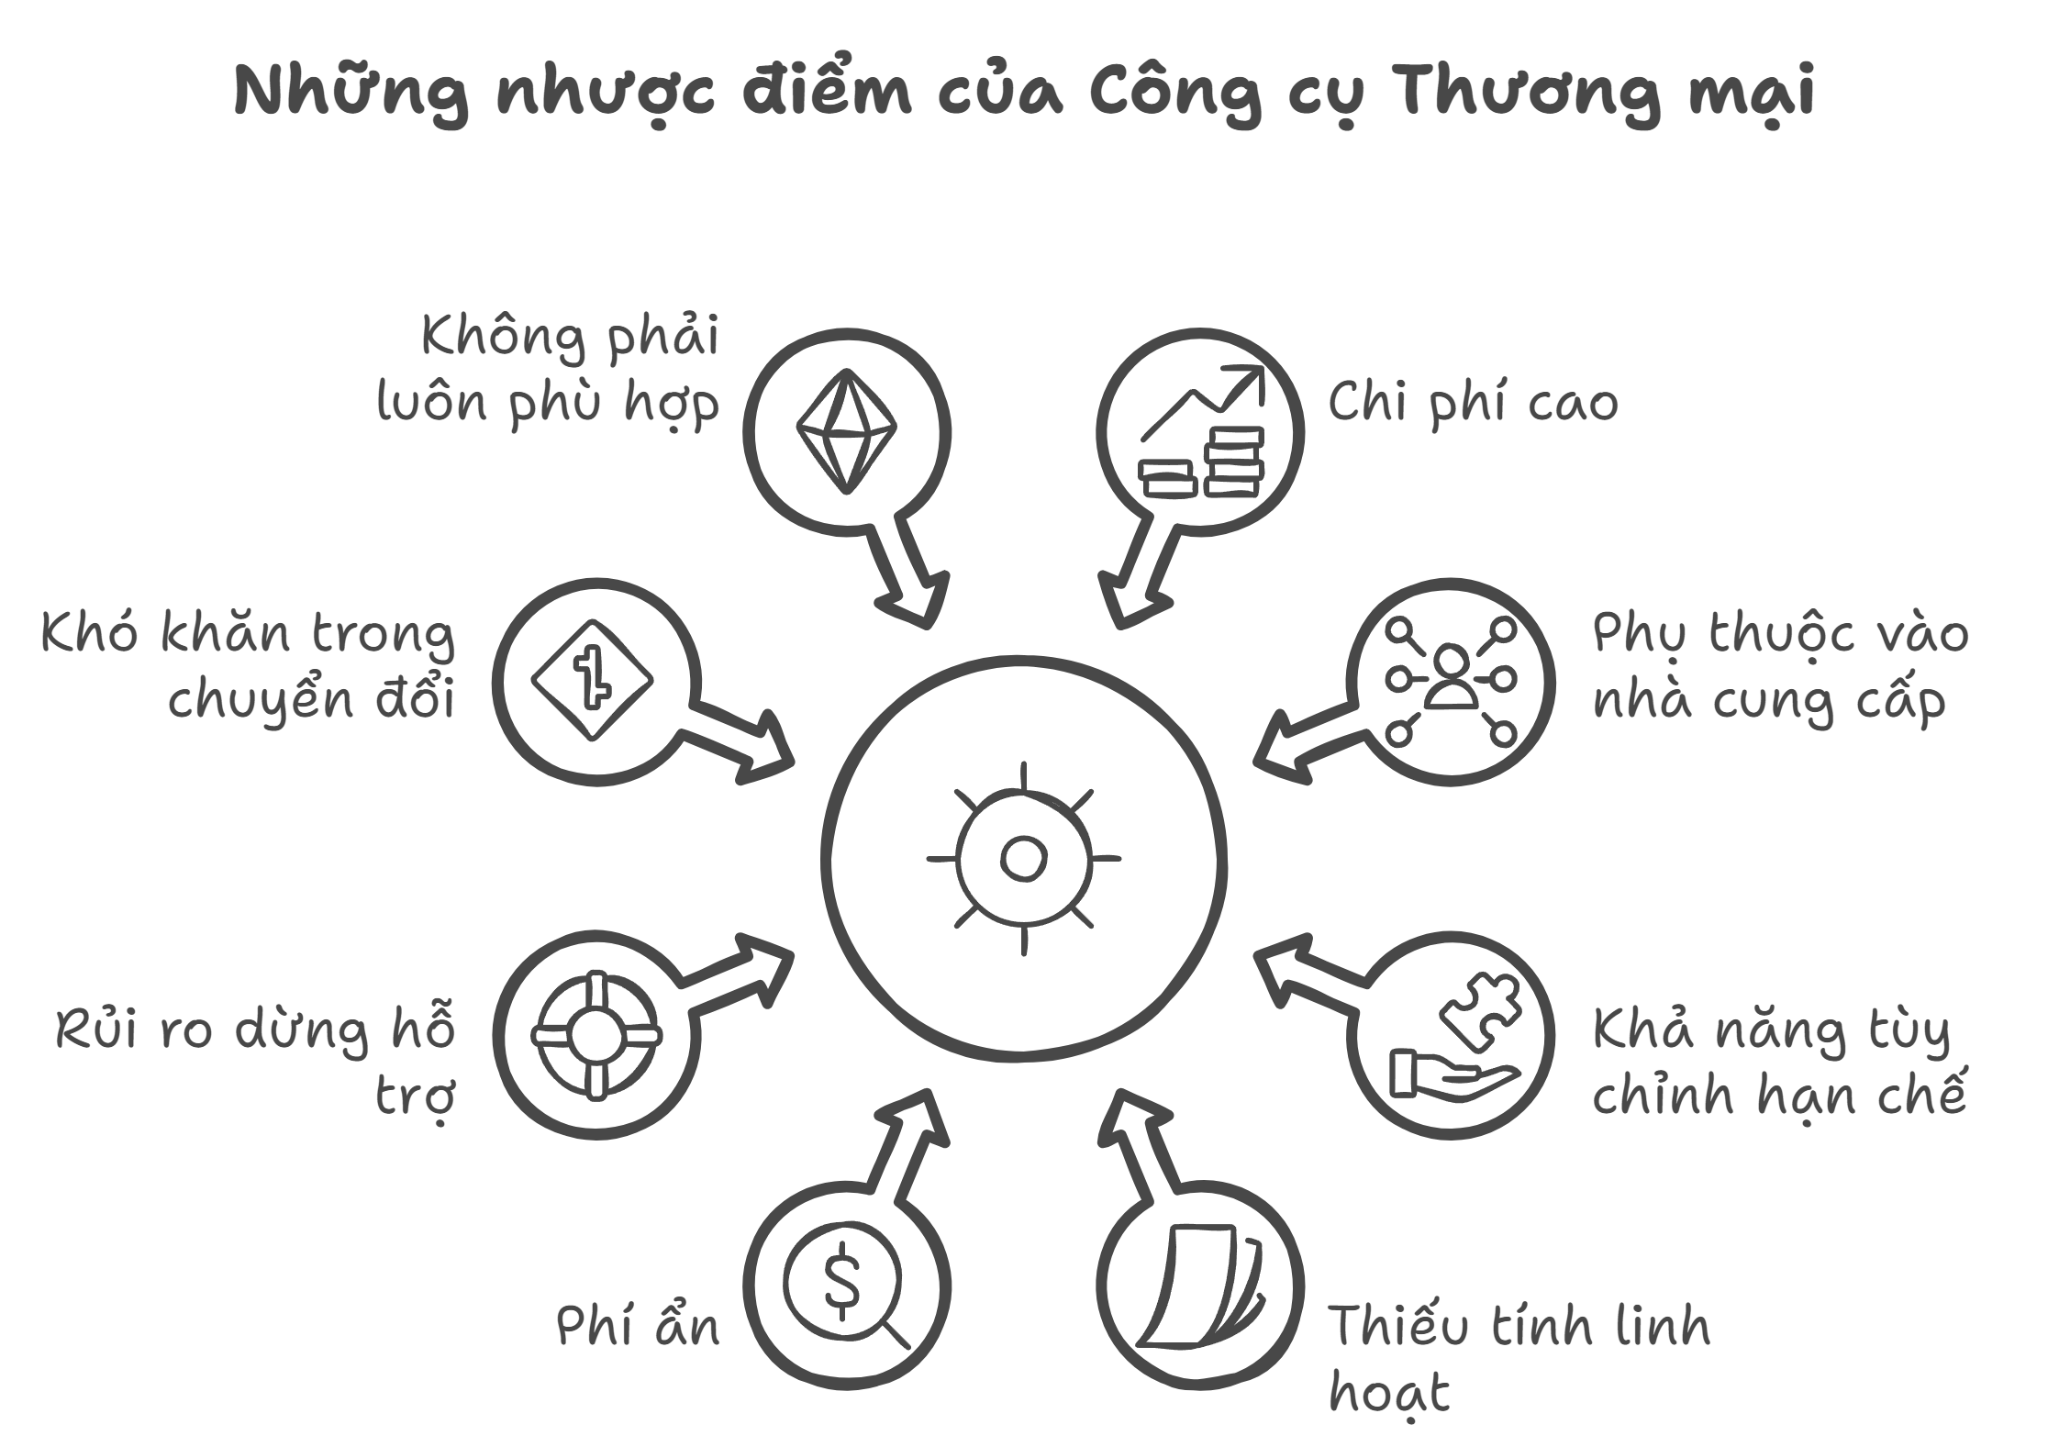 Những nhược điểm của Công cụ Thương mại
Không phải
luôn phù hợp
Chi phí cao
Khó khăn trong
chuyển đổi
Phụ thuộc vào
nhà cung cấp
Rủi ro dừng hỗ
trợ
Khả năng tùy
chỉnh hạn chế
Phí ẩn
Thiếu tính linh
hoạt